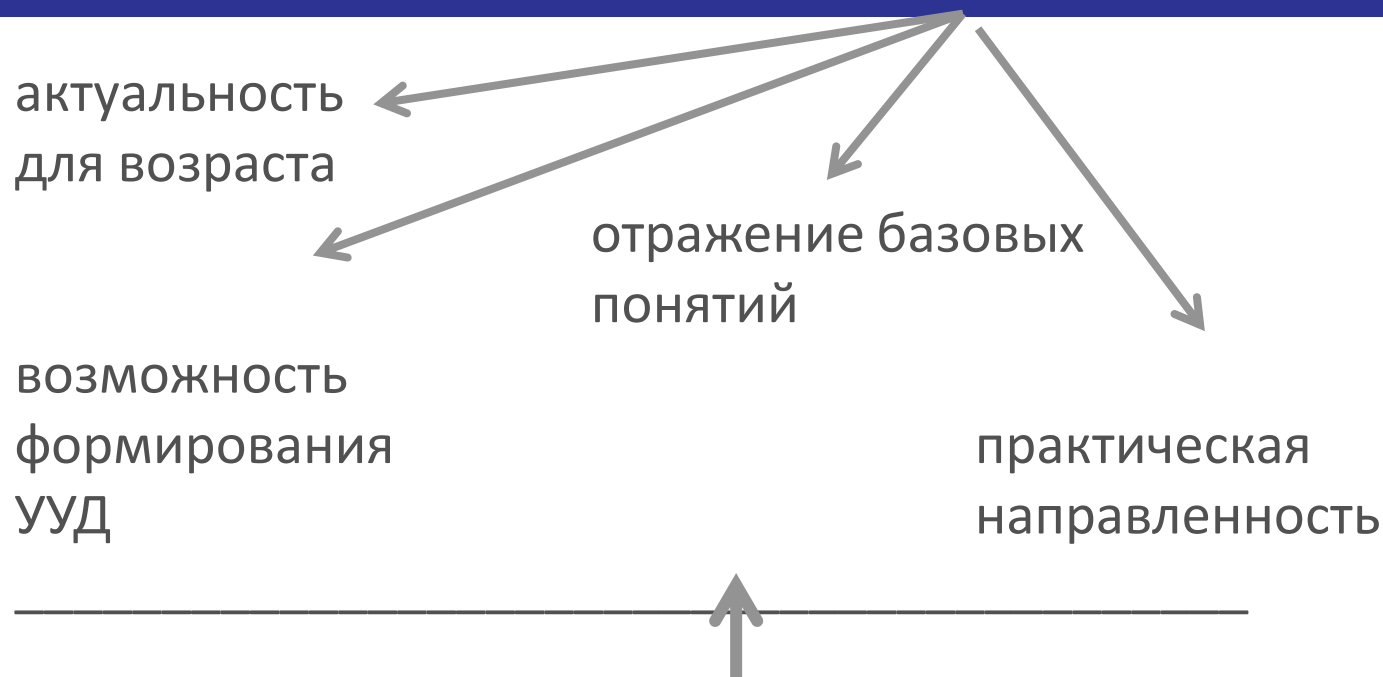 актуальность
для возраста
отражение базовых
понятий
возможность
формирования
УУД
практическая
направленность